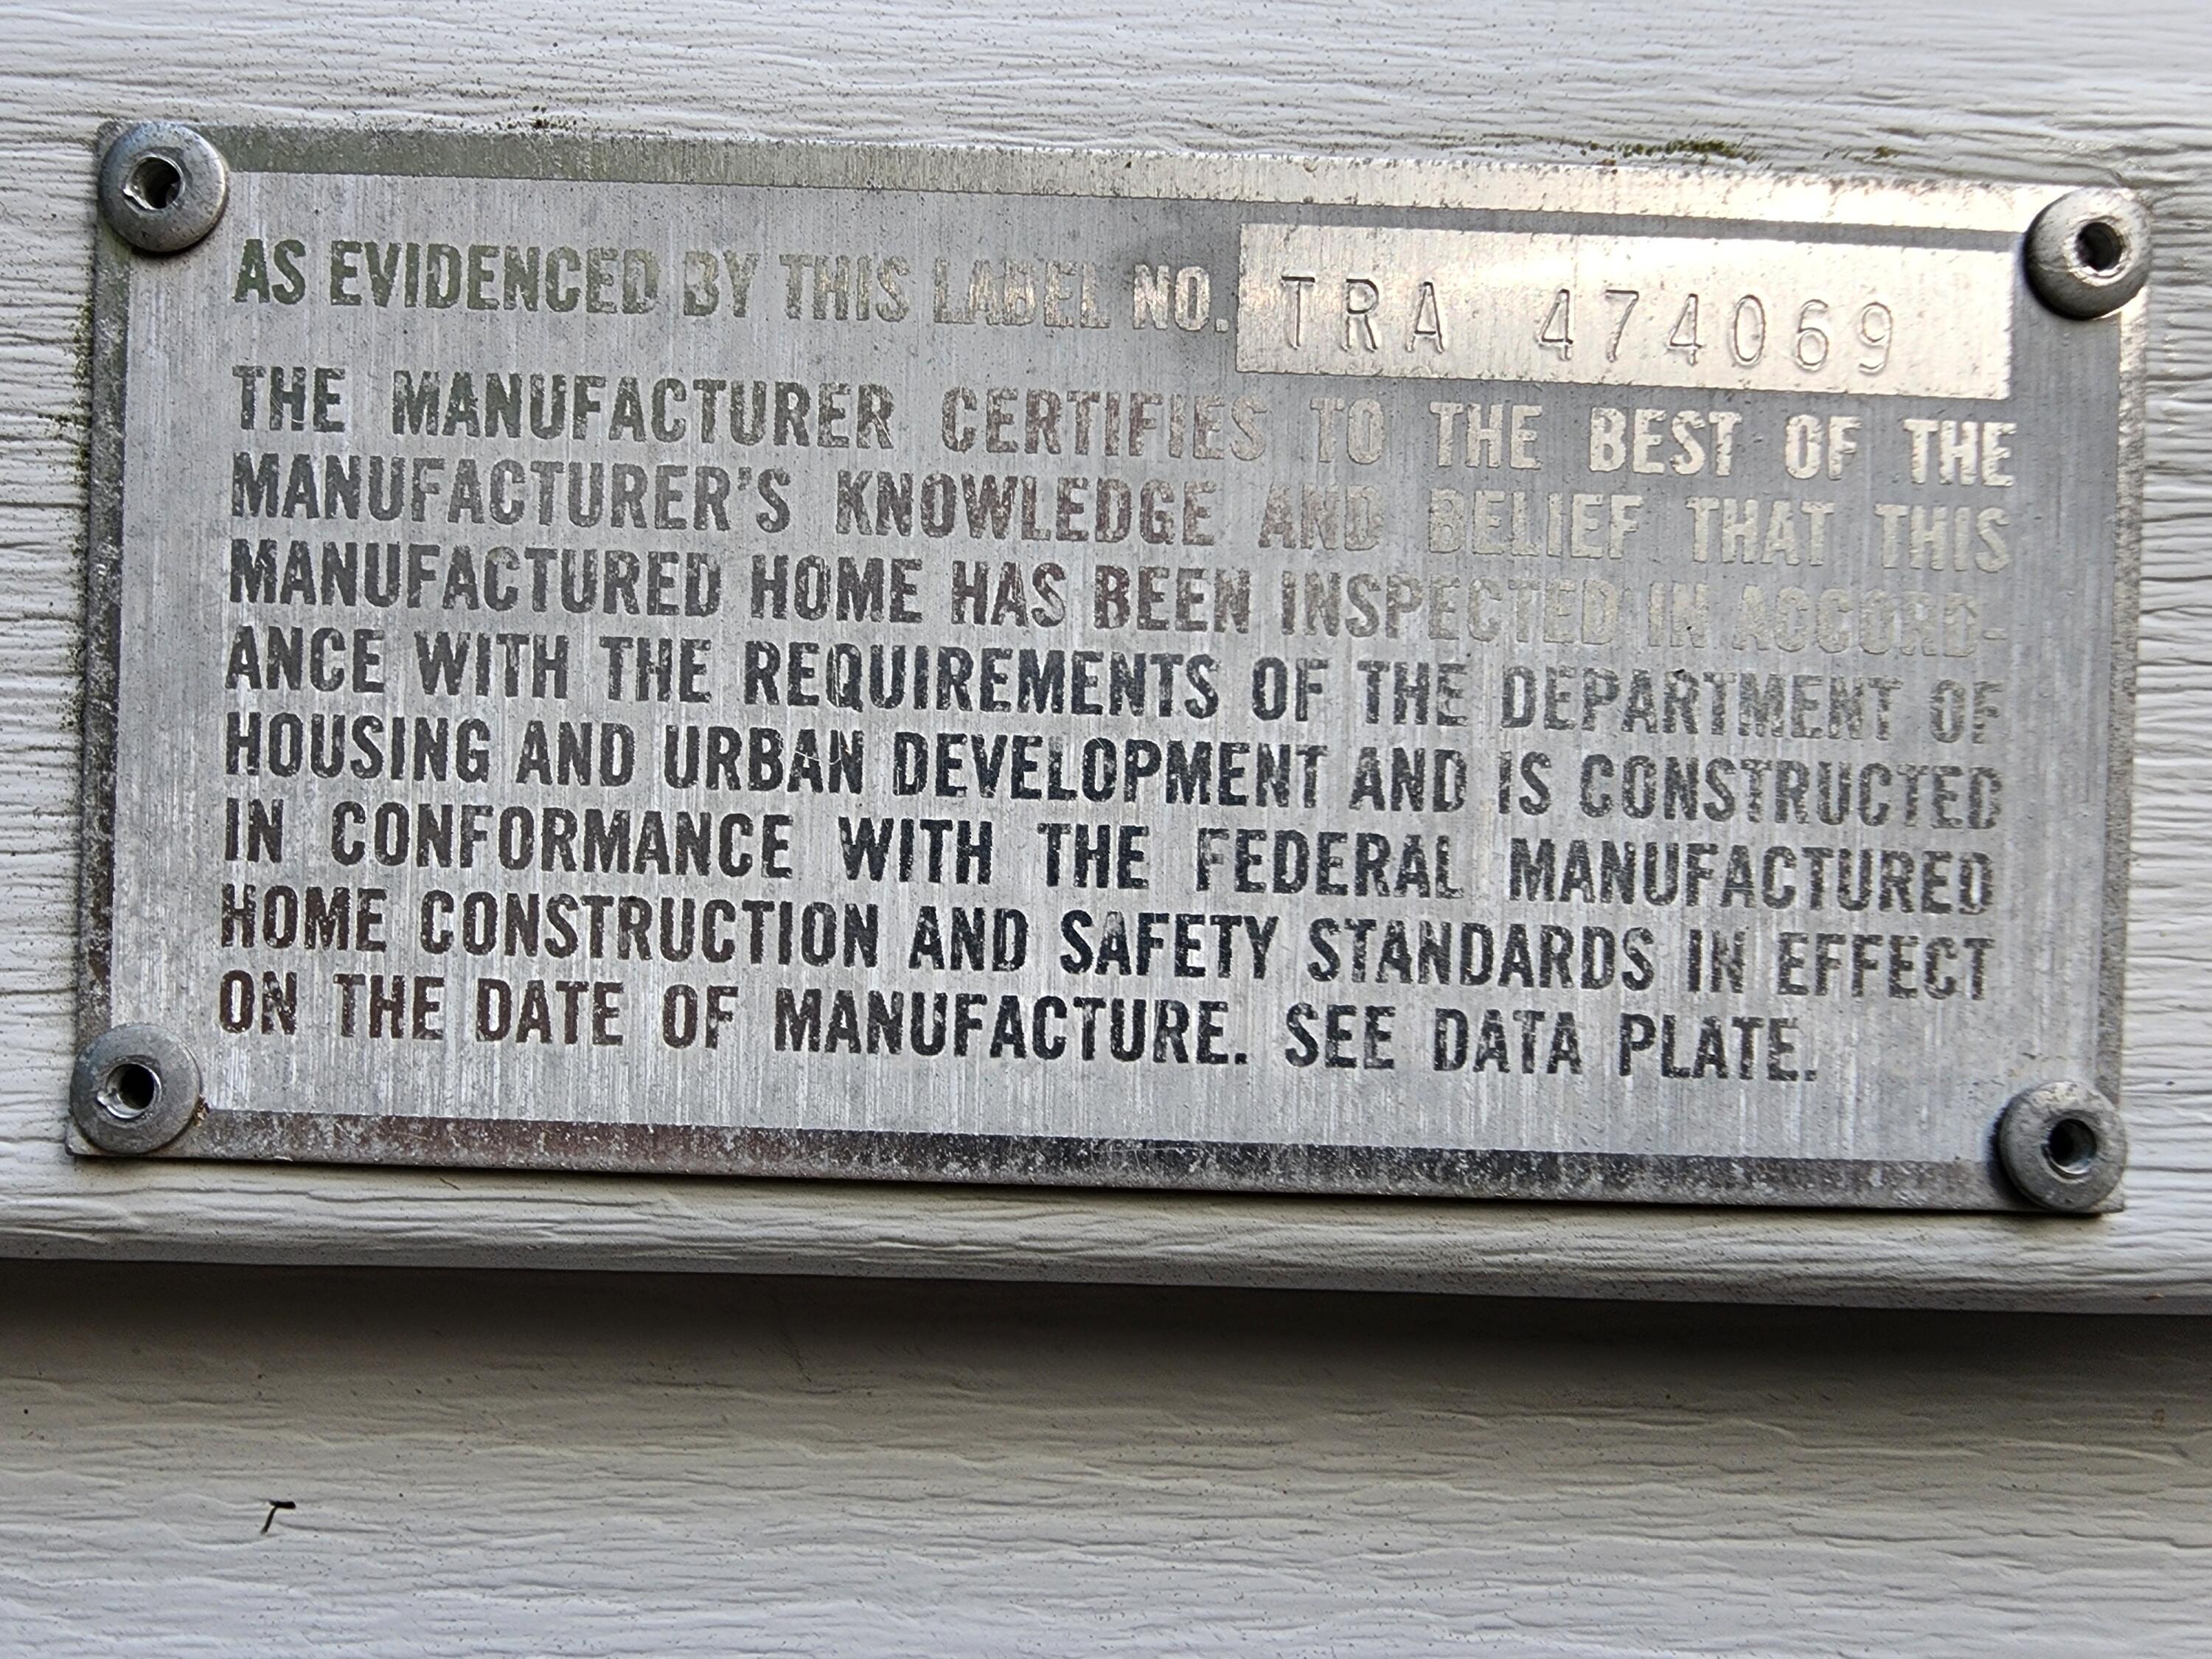 AS EVIDENCED BY THIS LABEL NO. TRA 474069
THE MANUFACTURER CERTIFIES TO THE BEST OF THE
MANUFACTURER'S KNOWLEDGE AND BELIEF THAT THIS
MANUFACTURED HOME HAS BEEN INSPECTED IN ACCORD-
ANCE WITH THE REQUIREMENTS OF THE DEPARTMENT OF
HOUSING AND URBAN DEVELOPMENT AND IS CONSTRUCTED
IN CONFORMANCE WITH THE FEDERAL MANUFACTURED
HOME CONSTRUCTION AND SAFETY STANDARDS IN EFFECT
ON THE DATE OF MANUFACTURE. SEE DATA PLATE.